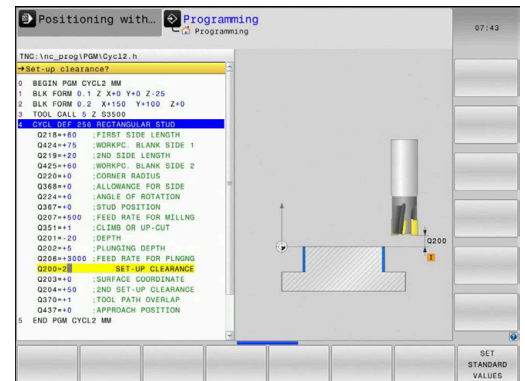 Positioning with... Programming
Programming
07:43
TNC:\nc_prog\PGM\Cycl2.h
→Set-up clearance?
0 BEGIN PGM CYCL2 MM
1 BLK FORM 0.1 Z X+0 Y+0 Z-25
2 BLK FORM 0.2 X+150 Y+100 Z+0
3 TOOL CALL 5 Z S3500
4 CYCL DEF 256 RECTANGULAR STUD
Q218=+60 ;FIRST SIDE LENGTH
Q424=+75 ;WORKPC. BLANK SIDE 1
Q219=+20 ;2ND SIDE LENGTH
Q425=+60 ;WORKPC. BLANK SIDE 2
Q220=+0 ;CORNER RADIUS
Q368=+0 ;ALLOWANCE FOR SIDE
Q224=+0 ;ANGLE OF ROTATION
Q367=+0 ;STUD POSITION
Q207=+500 ;FEED RATE FOR MILLNG
Q351=+1 ;CLIMB OR UP-CUT
Q201=-20 ;DEPTH
Q202=+5 ;PLUNGING DEPTH
Q206=+3000 ;FEED RATE FOR PLNGNG
Q200=2 SET-UP CLEARANCE
Q203=+0 ;SURFACE COORDINATE
Q204=+50 ;2ND SET-UP CLEARANCE
Q370=+1 ;TOOL PATH OVERLAP
Q437=+0 ;APPROACH POSITION
5 END PGM CYCL2 MM
Q200
I
SET
STANDARD
VALUES